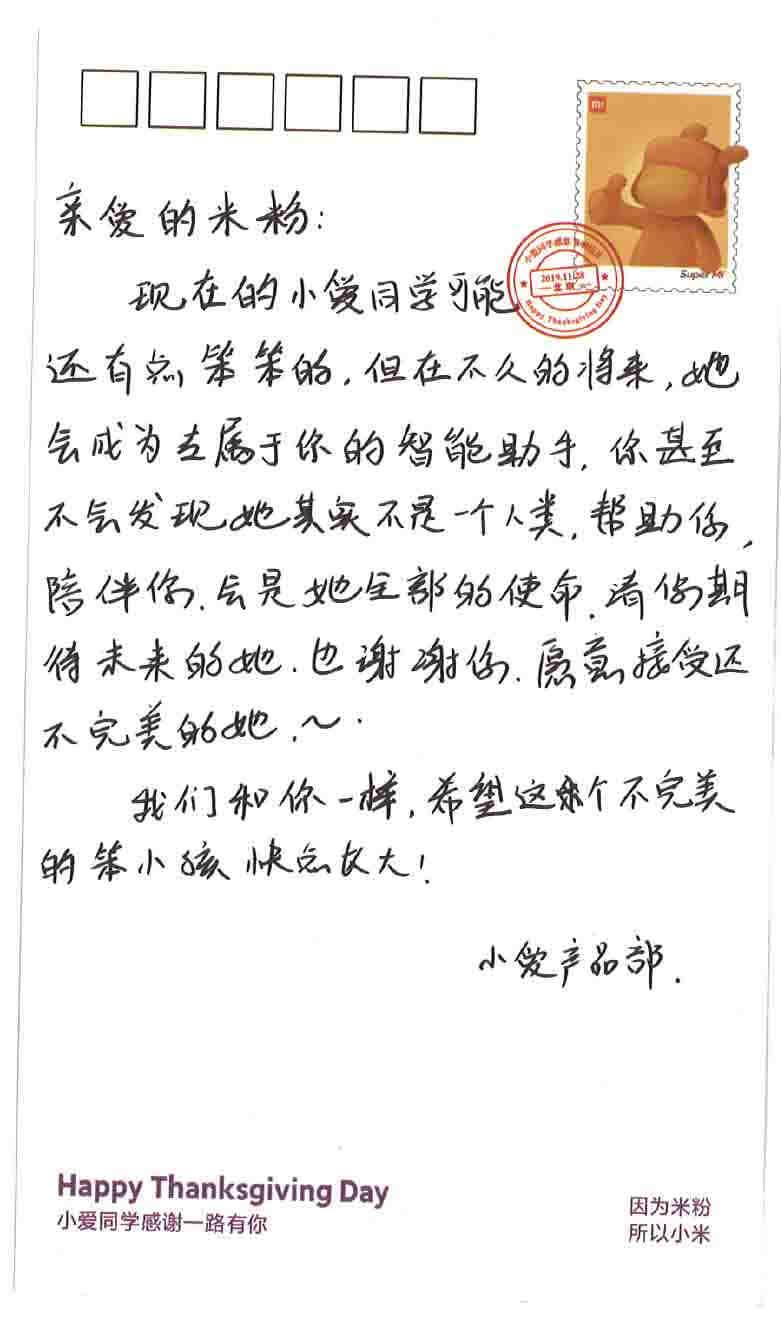 mi
Super Mi
小爱同学感恩
2019.11.28
北京
Happy Thanksgiving Day
亲爱的米粉：
现在的小爱同学可能
还有点笨笨的，但在不久的将来，她
会成为专属于你的智能助手，你甚至
不会发现她其实不是一个人类，帮助你，
陪伴你，会是她全部的使命，请你期
待未来的她，也谢谢你，愿意接受还
不完美的她，～。
我们和你一样，希望这个不完美
的笨小孩快点长大！
小爱产品部．
Happy Thanksgiving Day
小爱同学感谢一路有你
因为米粉
所以小米